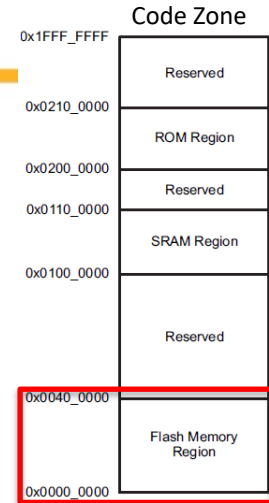 Code Zone
0x1FFF_FFFF
Reserved
0x0210_0000
ROM Region
0x0200_0000
Reserved
0x0110_0000
SRAM Region
0x0100_0000
Reserved
0x0040_0000
Flash Memory
Region
0x0000_0000